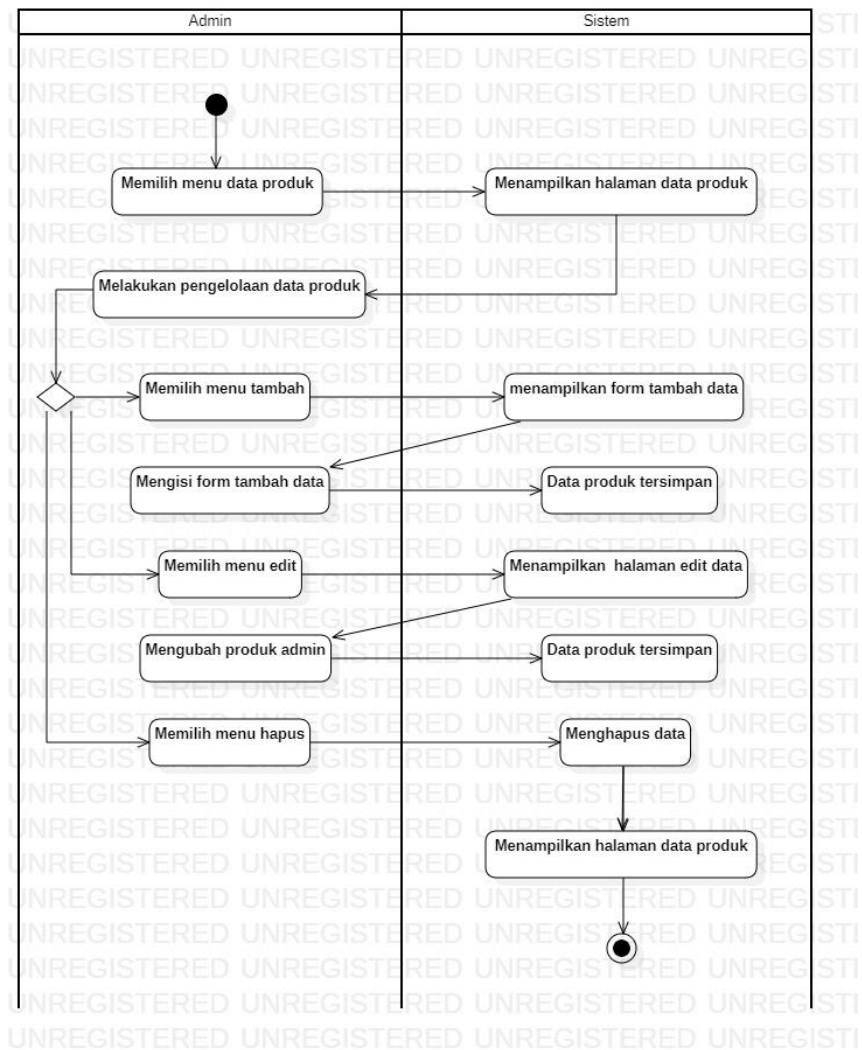 Admin
Sistem
Memilih menu data produk
Menampilkan halaman data produk
Melakukan pengelolaan data produk
Memilih menu tambah
menampilkan form tambah data
Mengisi form tambah data
Data produk tersimpan
Memilih menu edit
Menampilkan  halaman edit data
Mengubah produk admin
Data produk tersimpan
Memilih menu hapus
Menghapus data
Menampilkan halaman data produk
UNREGISTERED